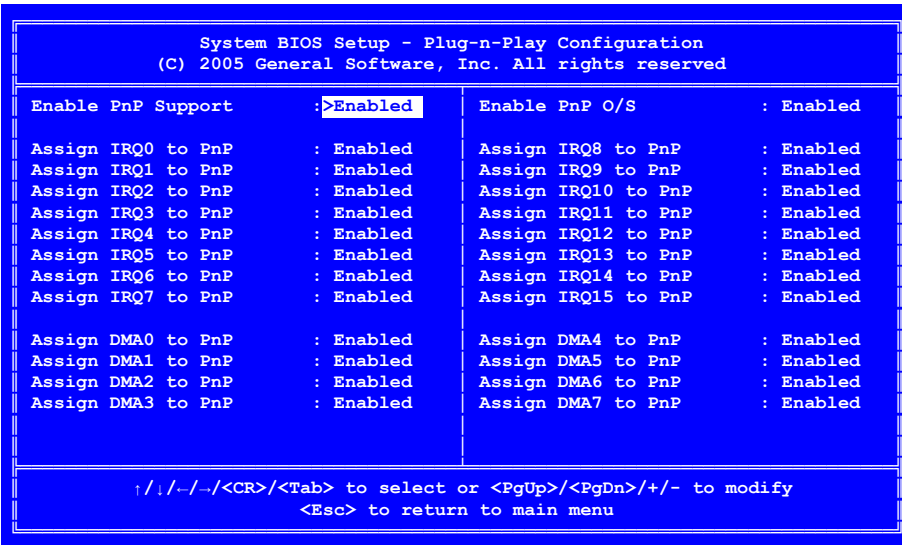 System BIOS Setup - Plug-n-Play Configuration
(C) 2005 General Software, Inc. All rights reserved
Enable PnP Support :>Enabled Enable PnP O/S : Enabled
Assign IRQ0 to PnP : Enabled Assign IRQ8 to PnP : Enabled
Assign IRQ1 to PnP : Enabled Assign IRQ9 to PnP : Enabled
Assign IRQ2 to PnP : Enabled Assign IRQ10 to PnP : Enabled
Assign IRQ3 to PnP : Enabled Assign IRQ11 to PnP : Enabled
Assign IRQ4 to PnP : Enabled Assign IRQ12 to PnP : Enabled
Assign IRQ5 to PnP : Enabled Assign IRQ13 to PnP : Enabled
Assign IRQ6 to PnP : Enabled Assign IRQ14 to PnP : Enabled
Assign IRQ7 to PnP : Enabled Assign IRQ15 to PnP : Enabled
Assign DMA0 to PnP : Enabled Assign DMA4 to PnP : Enabled
Assign DMA1 to PnP : Enabled Assign DMA5 to PnP : Enabled
Assign DMA2 to PnP : Enabled Assign DMA6 to PnP : Enabled
Assign DMA3 to PnP : Enabled Assign DMA7 to PnP : Enabled
↑/↓/←/→/<CR>/<Tab> to select or <PgUp>/<PgDn>/+/- to modify
<Esc> to return to main menu